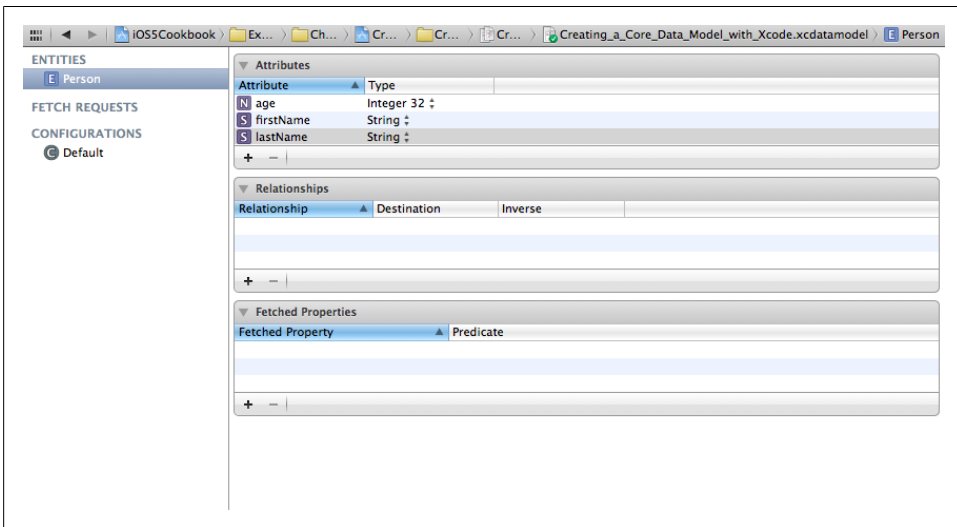 iOS5Cookbook Ex... Ch... Cr... Cr... Cr... Creating_a_Core_Data_Model_with_Xcode.xcdatamodel E Person
ENTITIES
E Person
FETCH REQUESTS
CONFIGURATIONS
C Default
Attributes
Attribute Type
N age Integer 32
S firstName String
S lastName String
+ −
Relationships
Relationship Destination Inverse
+ −
Fetched Properties
Fetched Property Predicate
+ −